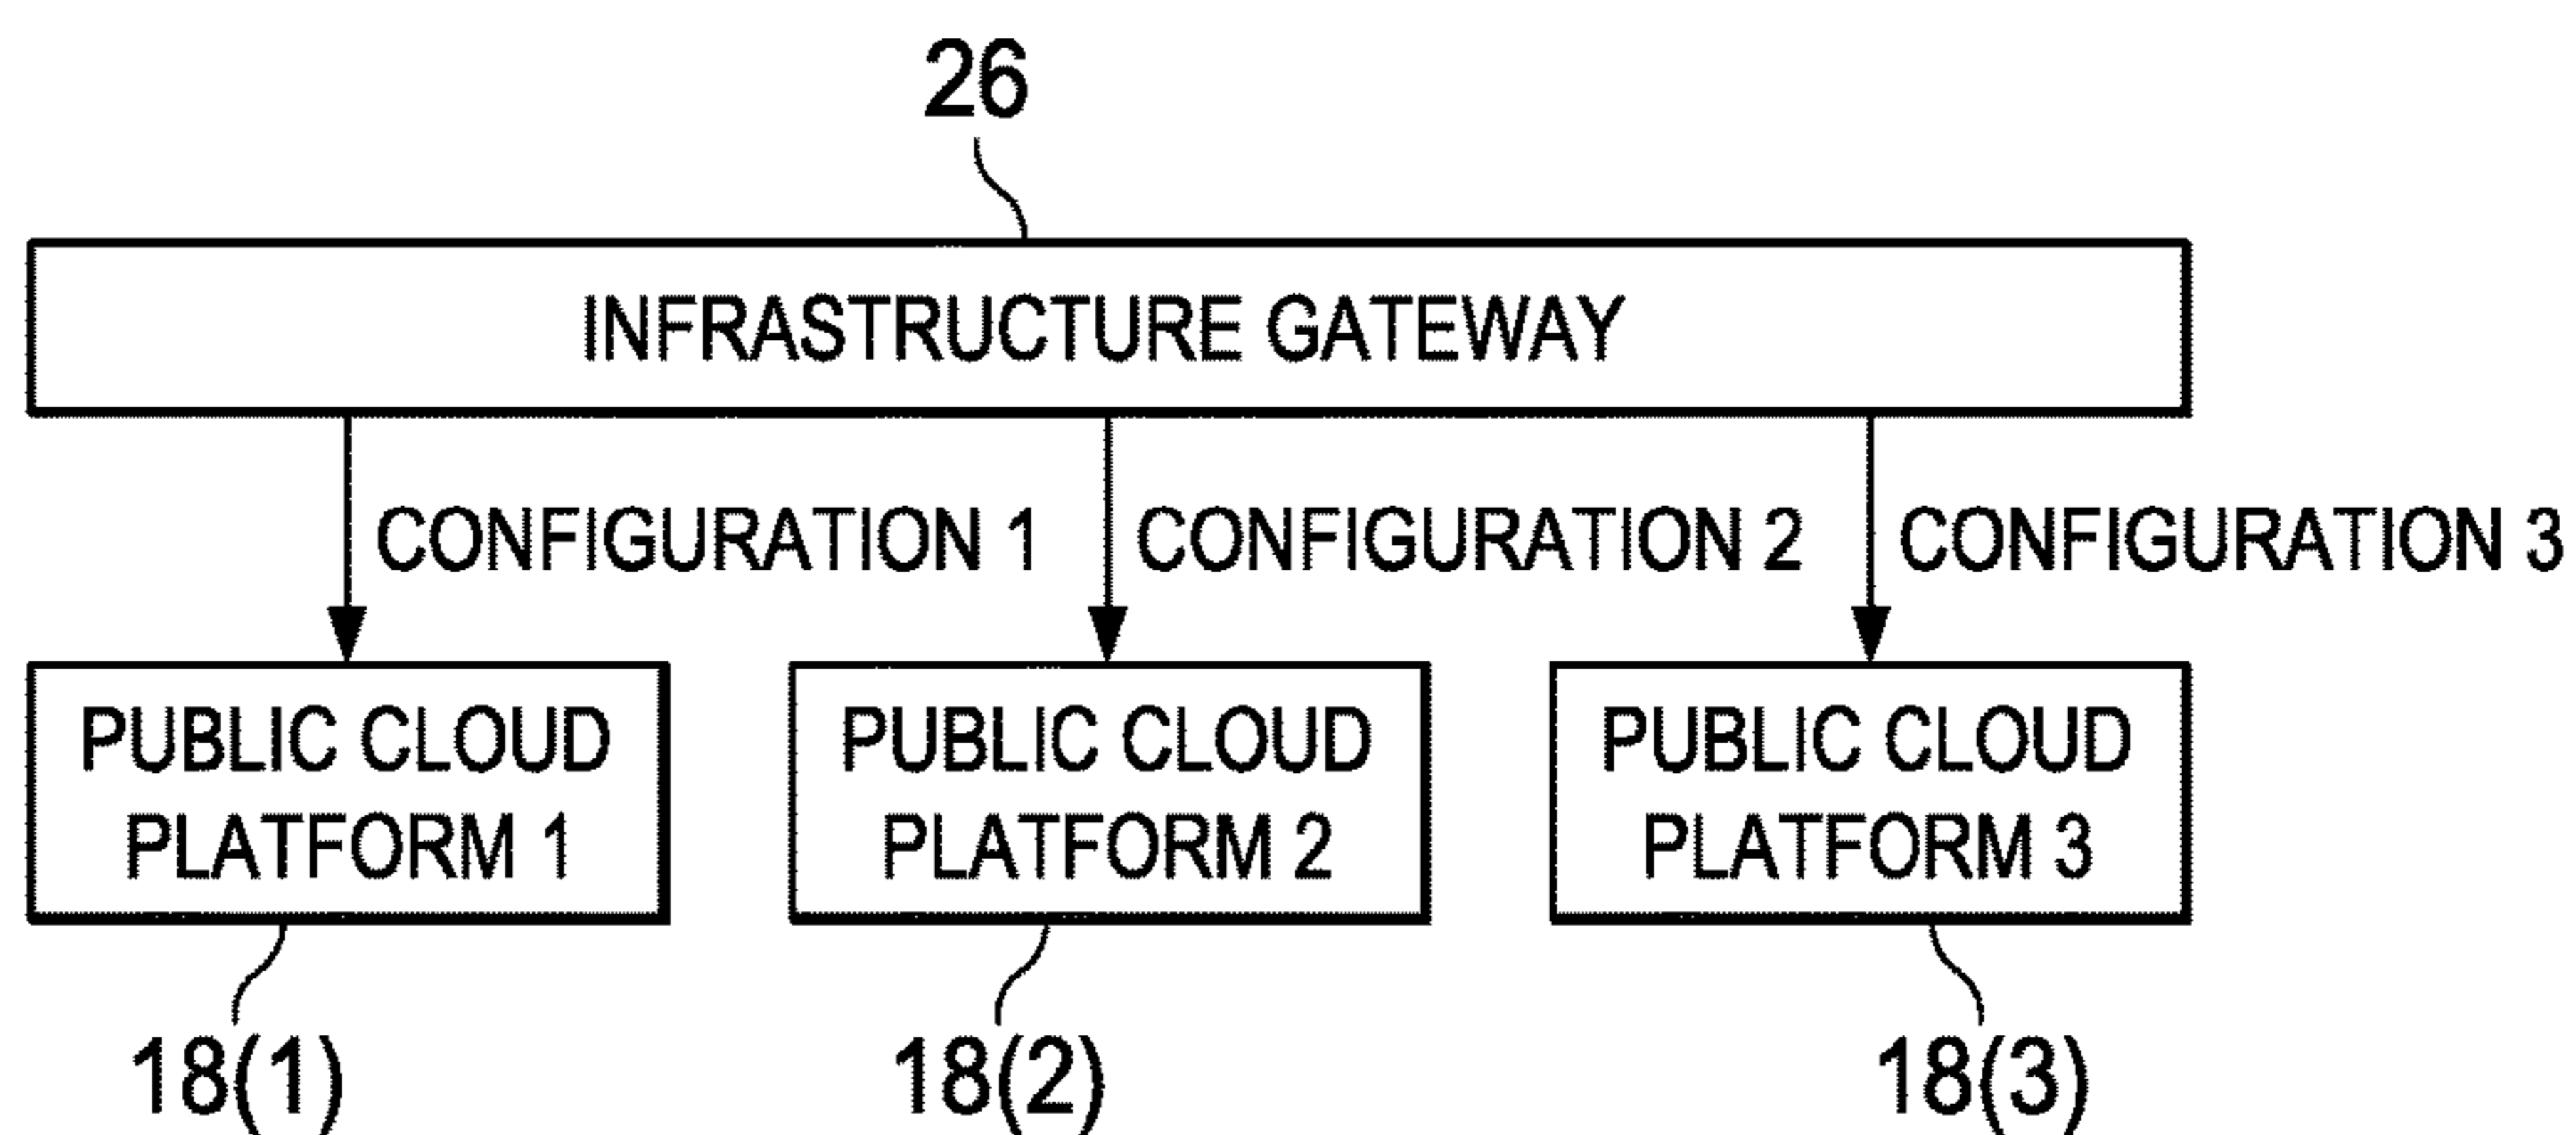 26
INFRASTRUCTURE GATEWAY
CONFIGURATION 1
CONFIGURATION 2
CONFIGURATION 3
PUBLIC CLOUD
PLATFORM 1
PUBLIC CLOUD
PLATFORM 2
PUBLIC CLOUD
PLATFORM 3
18(1)
18(2)
18(3)